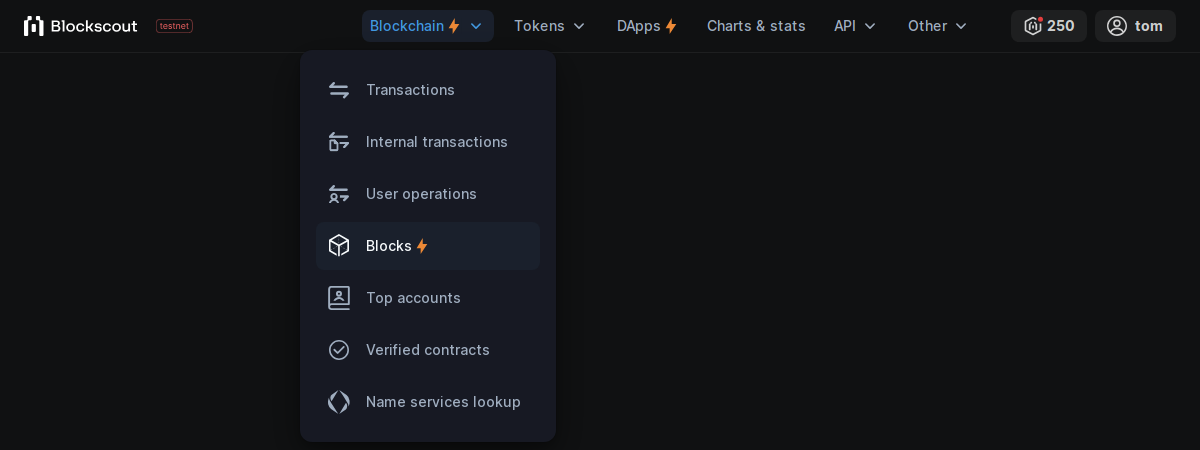 Blockscout testnet Blockchain Tokens DApps Charts & stats API Other 250 tom
Transactions
Internal transactions
User operations
Blocks
Top accounts
Verified contracts
Name services lookup